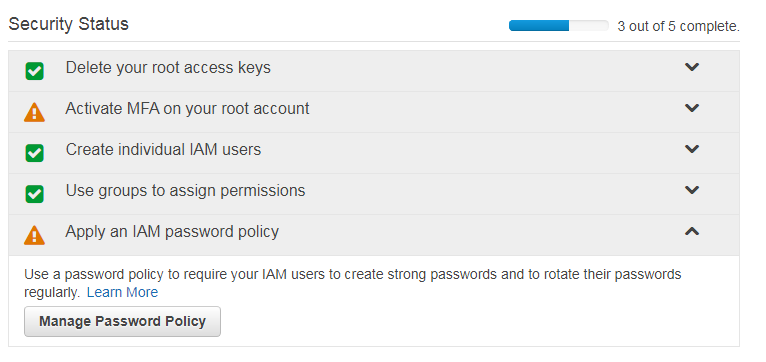 Security Status
3 out of 5 complete.
Delete your root access keys
Activate MFA on your root account
Create individual IAM users
Use groups to assign permissions
Apply an IAM password policy
Use a password policy to require your IAM users to create strong passwords and to rotate their passwords
regularly. Learn More
Manage Password Policy